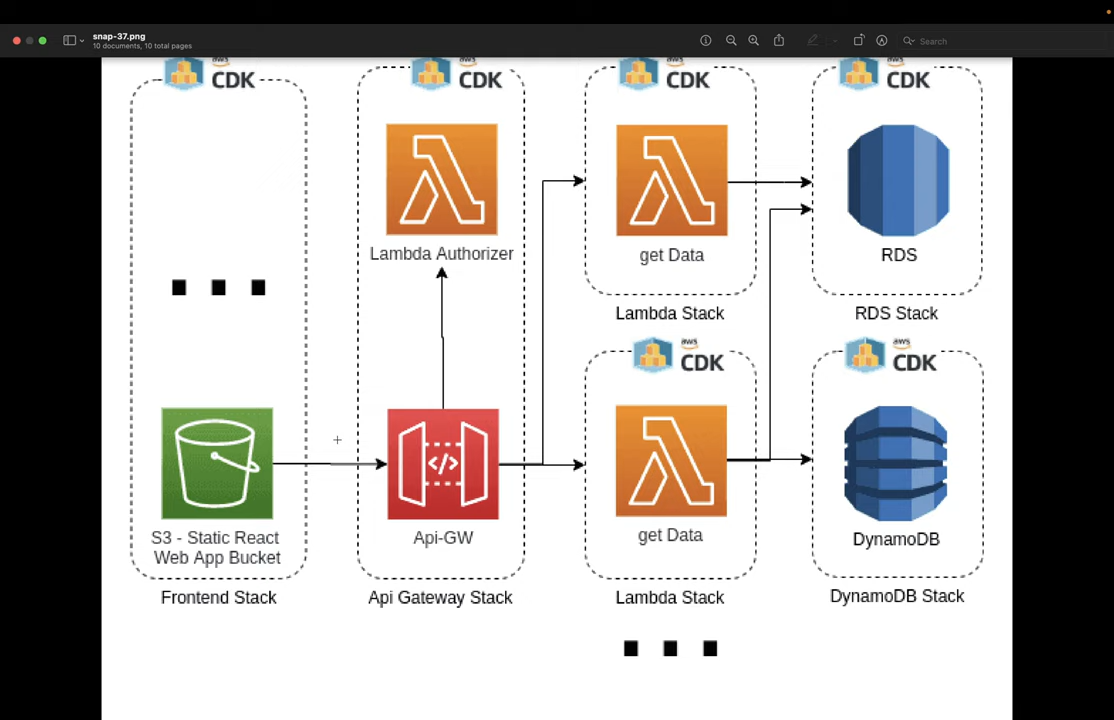 snap-37.png
10 documents, 10 total pages
Search
aws
CDK
aws
CDK
aws
CDK
aws
CDK
Lambda Authorizer
get Data
RDS
Lambda Stack
RDS Stack
aws
CDK
aws
CDK
S3 - Static React
Web App Bucket
</>
Api-GW
get Data
DynamoDB
Frontend Stack
Api Gateway Stack
Lambda Stack
DynamoDB Stack